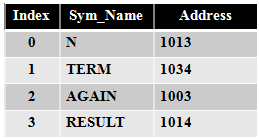 Index Sym_Name Address
0 N 1013
1 TERM 1034
2 AGAIN 1003
3 RESULT 1014